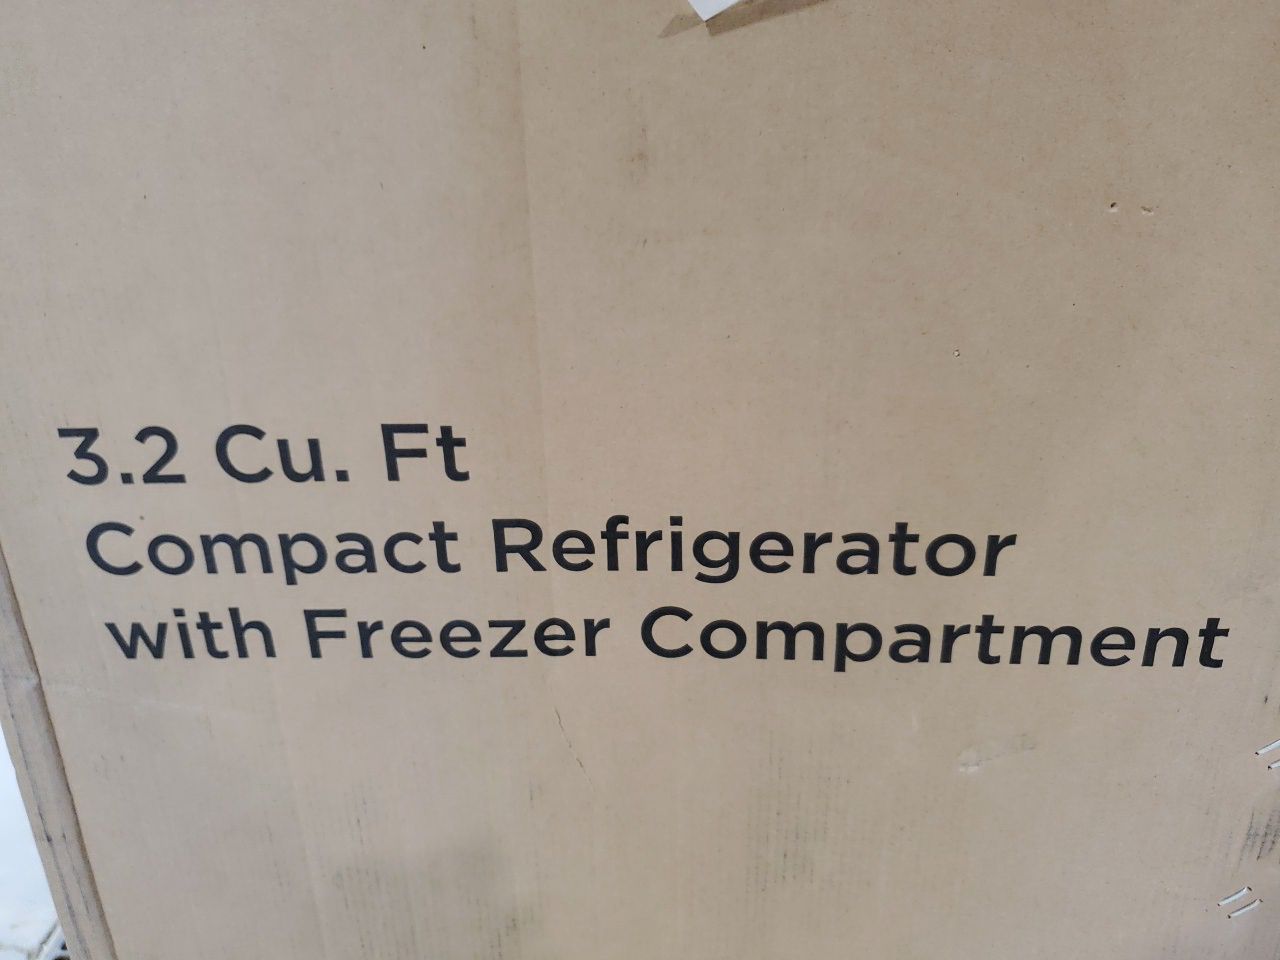 3.2 Cu. Ft
Compact Refrigerator
with Freezer Compartment